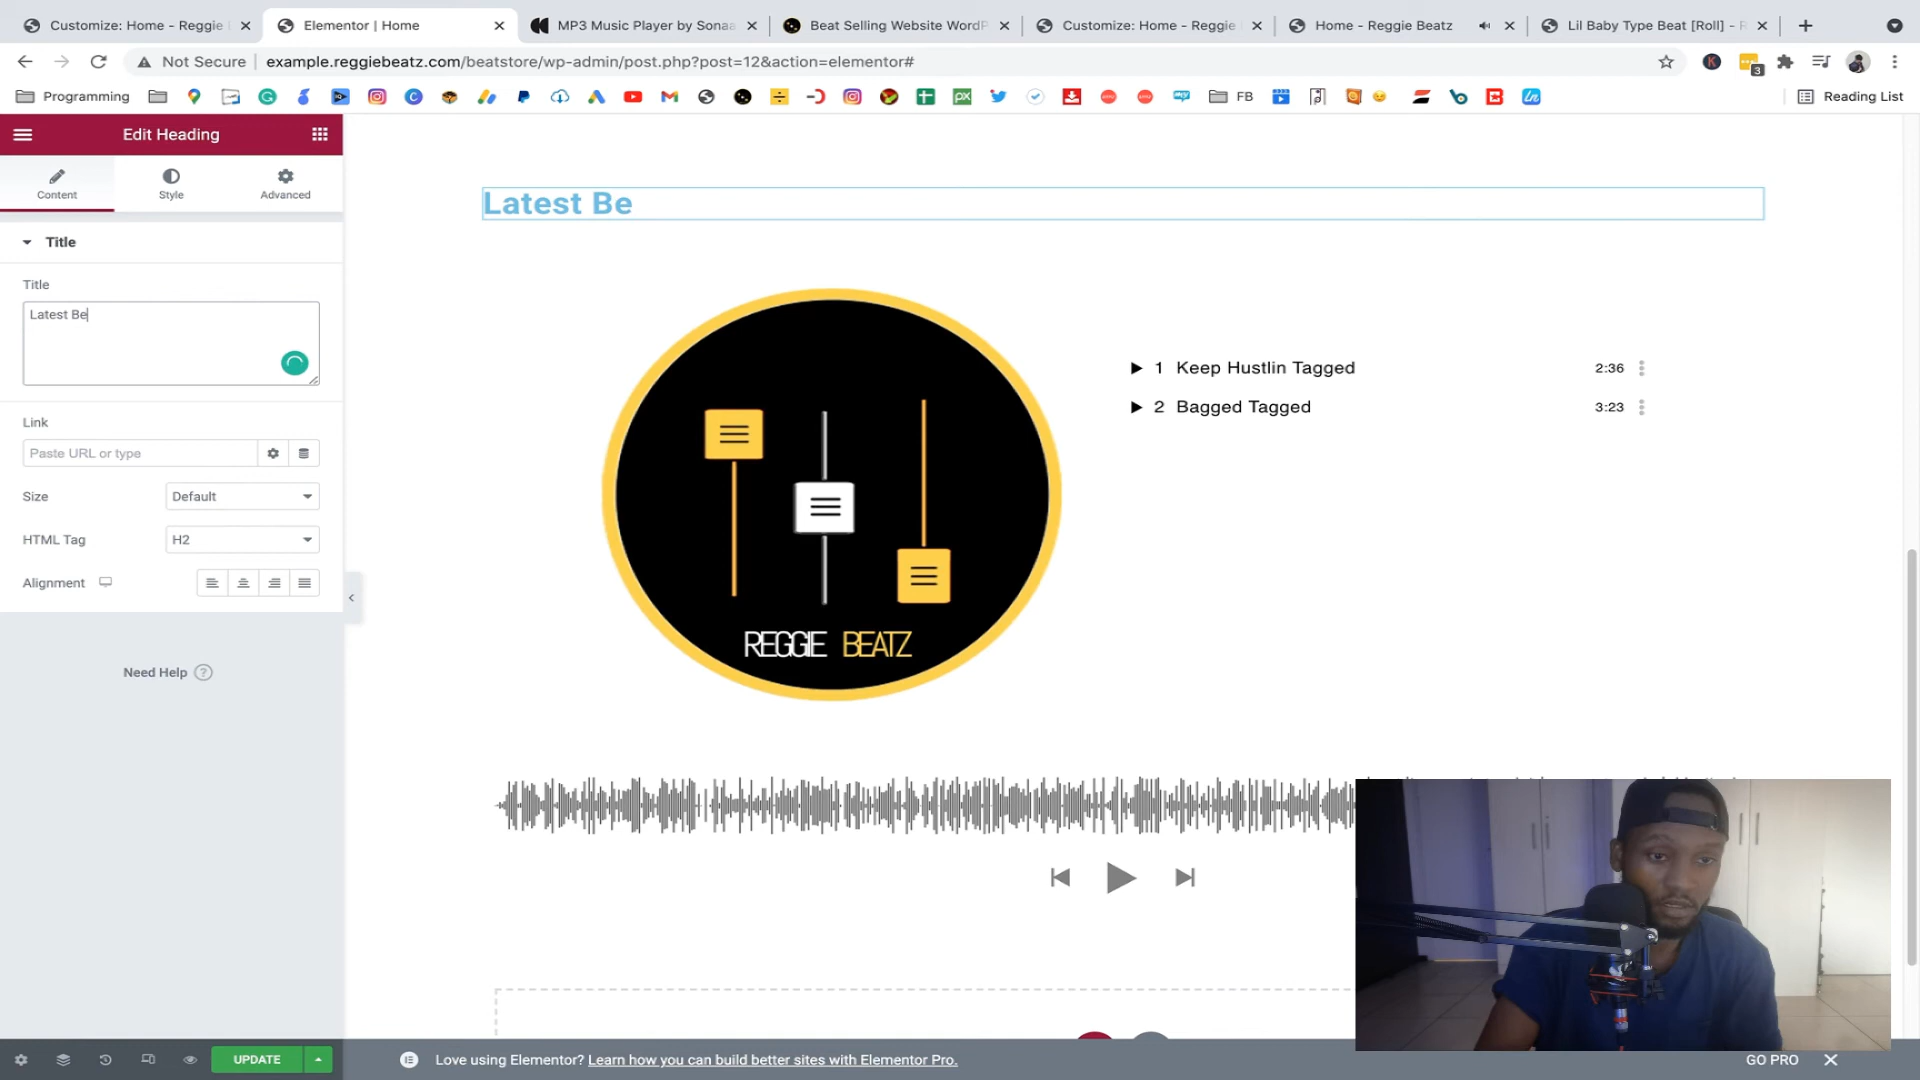 Customize: Home - Reggie
Elementor | Home
MP3 Music Player by Sonaa
Beat Selling Website WordP
Customize: Home - Reggie
Home - Reggie Beatz
Lil Baby Type Beat [Roll] - R
Not Secure
example.reggiebeatz.com/beatstore/wp-admin/post.php?post=12&action=elementor#
3
Programming
FB
Reading List
Edit Heading
Content
Style
Advanced
Title
Title
Latest Be
Link
Paste URL or type
Size
Default
HTML Tag
H2
Alignment
Need Help
UPDATE
Latest Be
REGGIE BEATZ
1 Keep Hustlin Tagged 2:36
2 Bagged Tagged 3:23
Love using Elementor? Learn how you can build better sites with Elementor Pro.
GO PRO